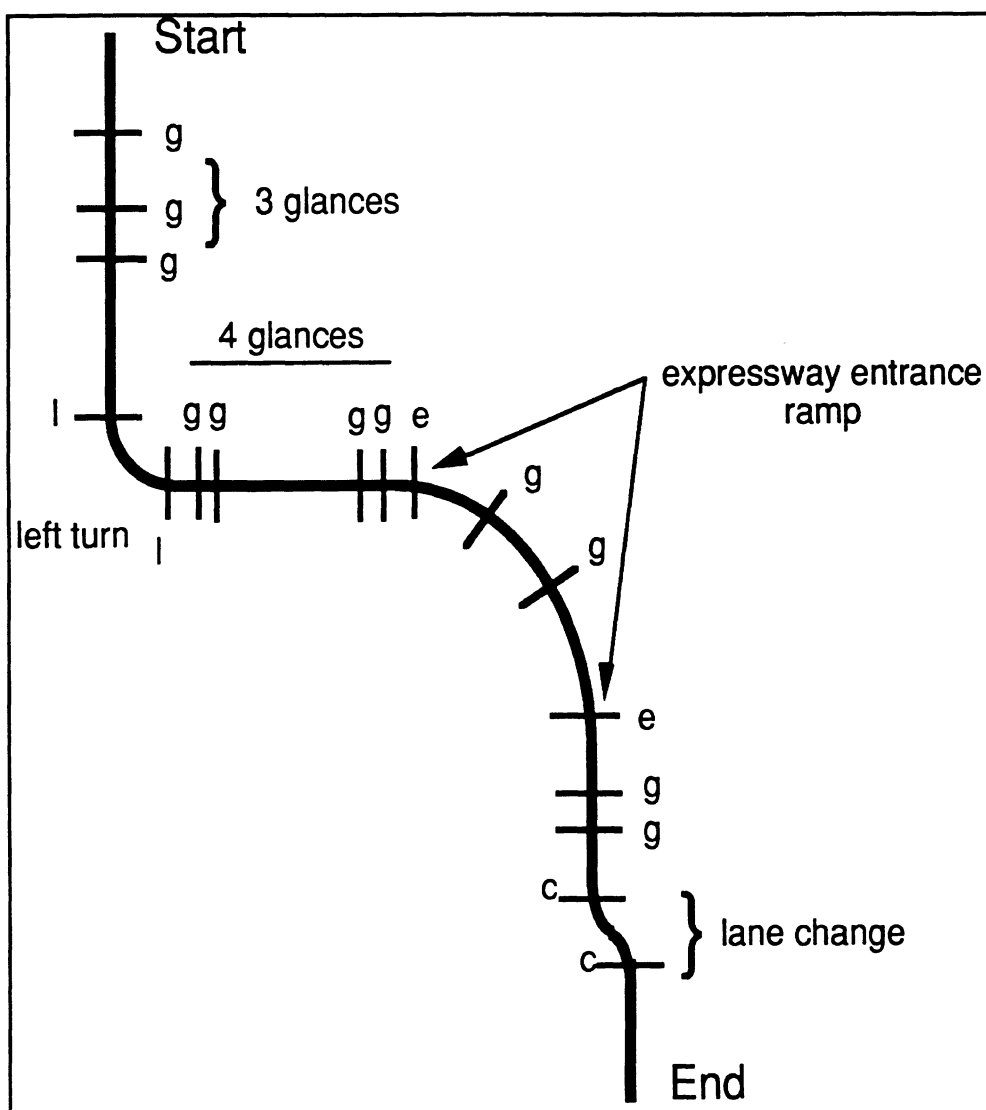 Start
g
g } 3 glances
g
4 glances
l g g g g e
expressway entrance
ramp
left turn
l
g
g
e
g
g
c
} lane change
c
End